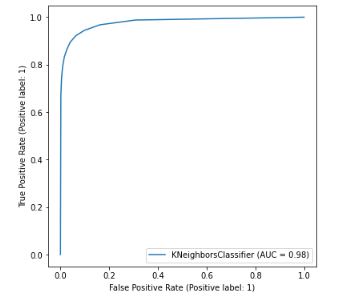 1.0
0.8
0.6
0.4
0.2
0.0
True Positive Rate (Positive label: 1)
KNeighborsClassifier (AUC = 0.98)
0.0 0.2 0.4 0.6 0.8 1.0
False Positive Rate (Positive label: 1)